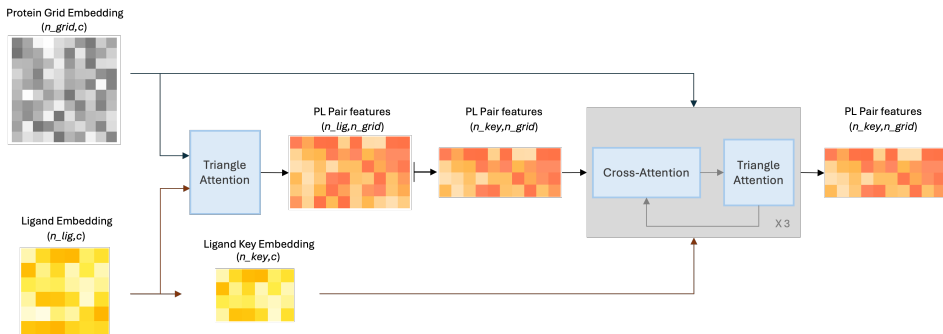 Protein Grid Embedding
(n_grid,c)
PL Pair features
(n_lig,n_grid)
PL Pair features
(n_key,n_grid)
PL Pair features
(n_key,n_grid)
Triangle
Attention
Cross-Attention
Triangle
Attention
X 3
Ligand Embedding
(n_lig,c)
Ligand Key Embedding
(n_key,c)